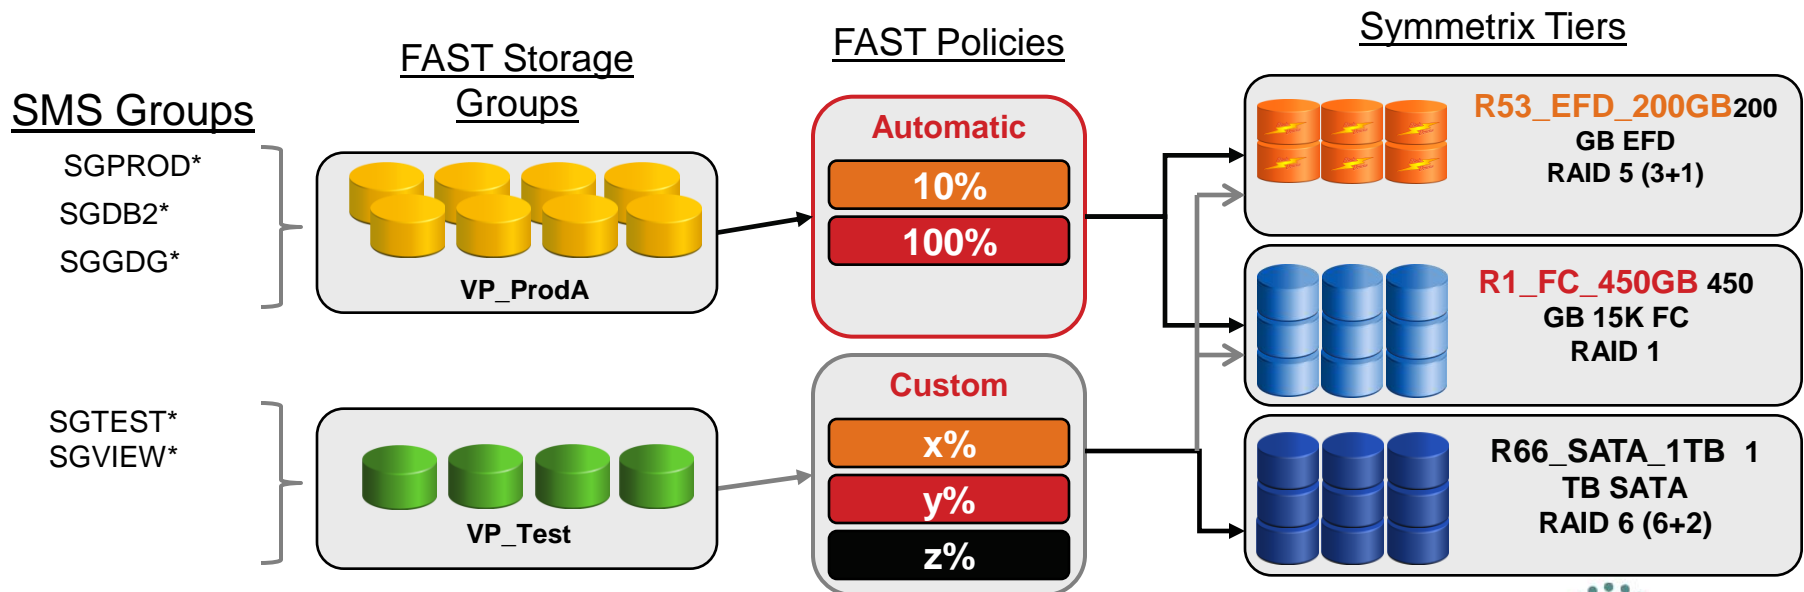 SMS Groups
SGPROD*
SGDB2*
SGGDG*
SGTEST*
SGVIEW*
FAST Storage
Groups
VP_ProdA
VP_Test
FAST Policies
Automatic
10%
100%
Custom
x%
y%
z%
Symmetrix Tiers
R53_EFD_200GB200
GB EFD
RAID 5 (3+1)
R1_FC_450GB 450
GB 15K FC
RAID 1
R66_SATA_1TB 1
TB SATA
RAID 6 (6+2)